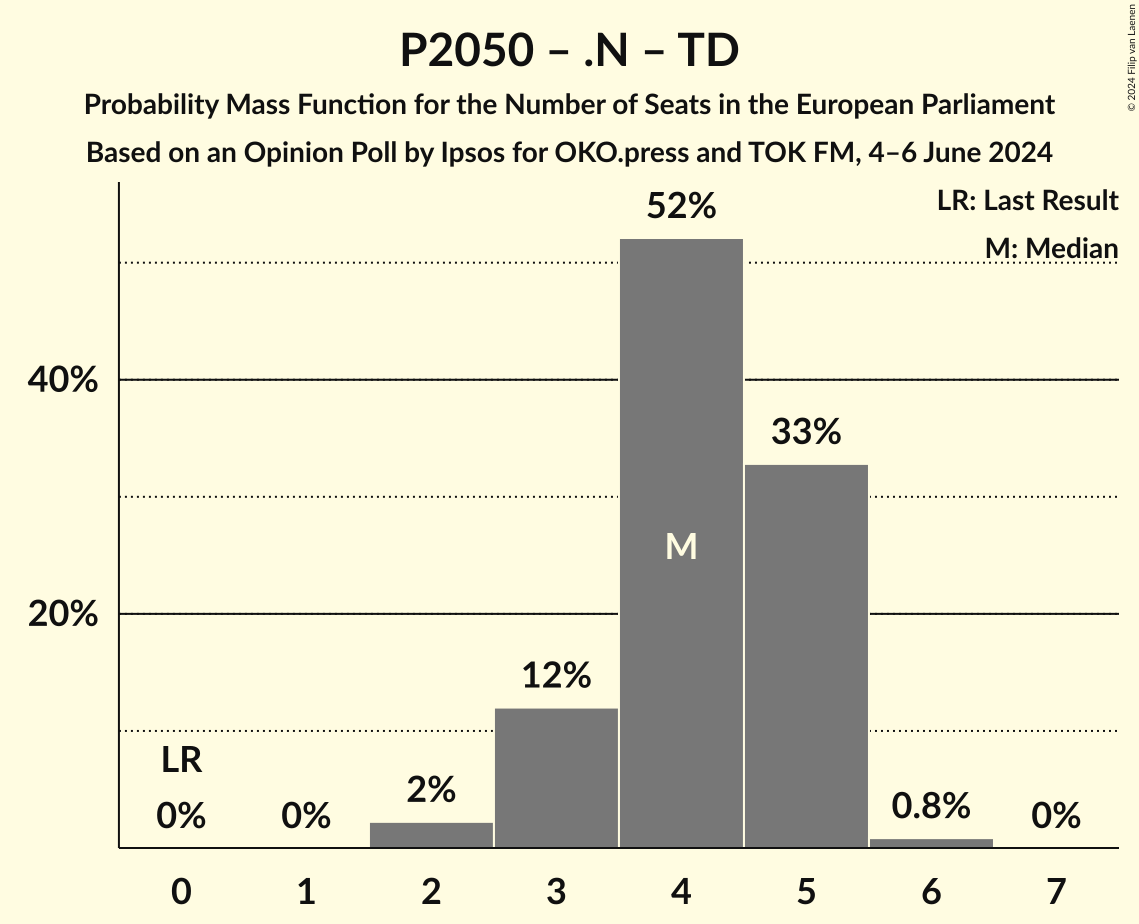 P2050 – .N – TD
Probability Mass Function for the Number of Seats in the European Parliament
Based on an Opinion Poll by Ipsos for OKO.press and TOK FM, 4–6 June 2024
© 2024 Filip van Laenen
LR: Last Result
M: Median
52%
40%
33%
M
20%
12%
LR
0%
0%
2%
0.8%
0%
0 1 2 3 4 5 6 7